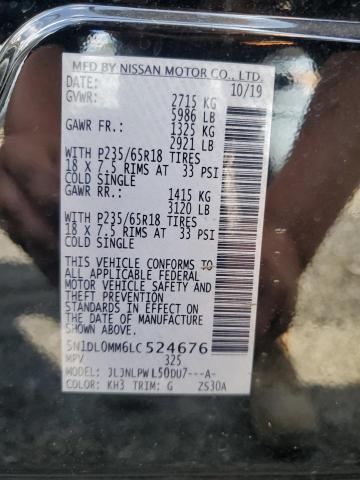 MFD BY NISSAN MOTOR CO., LTD.
DATE: 10/19
GVWR: 2715 KG
5986 LB
GAWR FR.: 1325 KG
2921 LB
WITH P235/65R18 TIRES
18 X 7.5 RIMS AT 33 PSI
COLD SINGLE
GAWR RR.: 1415 KG
3120 LB
WITH P235/65R18 TIRES
18 X 7.5 RIMS AT 33 PSI
COLD SINGLE
THIS VEHICLE CONFORMS TO
ALL APPLICABLE FEDERAL
MOTOR VEHICLE SAFETY AND
THEFT PREVENTION
STANDARDS IN EFFECT ON
THE DATE OF MANUFACTURE
SHOWN ABOVE.
5N1DL0MM6LC524676
MPV 325
MODEL: JLJNLPWL50DU7---A-
COLOR: KH3 TRIM: G ZS30A